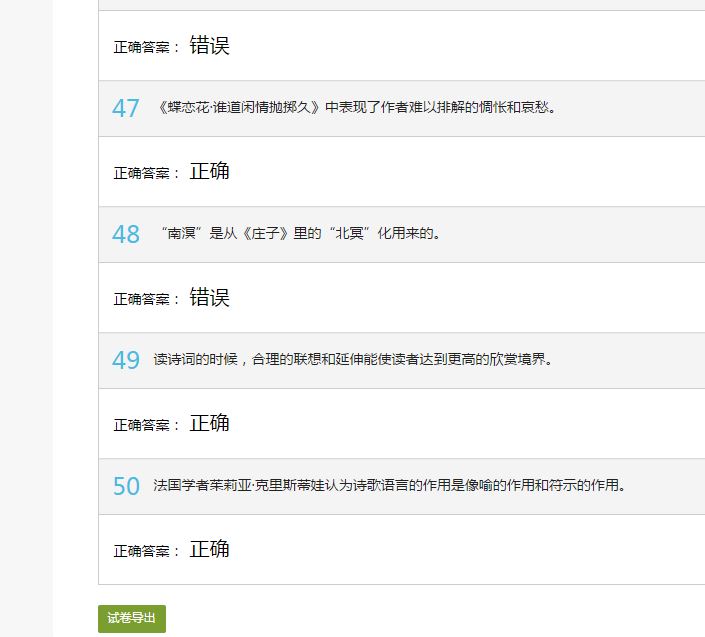 正确答案： 错误
47 《蝶恋花·谁道闲情抛掷久》中表现了作者难以排解的惆怅和哀愁。
正确答案： 正确
48 “南溟”是从《庄子》里的“北冥”化用来的。
正确答案： 错误
49 读诗词的时候，合理的联想和延伸能使读者达到更高的欣赏境界。
正确答案： 正确
50 法国学者茱莉亚·克里斯蒂娃认为诗歌语言的作用是像喻的作用和符示的作用。
正确答案： 正确
试卷导出